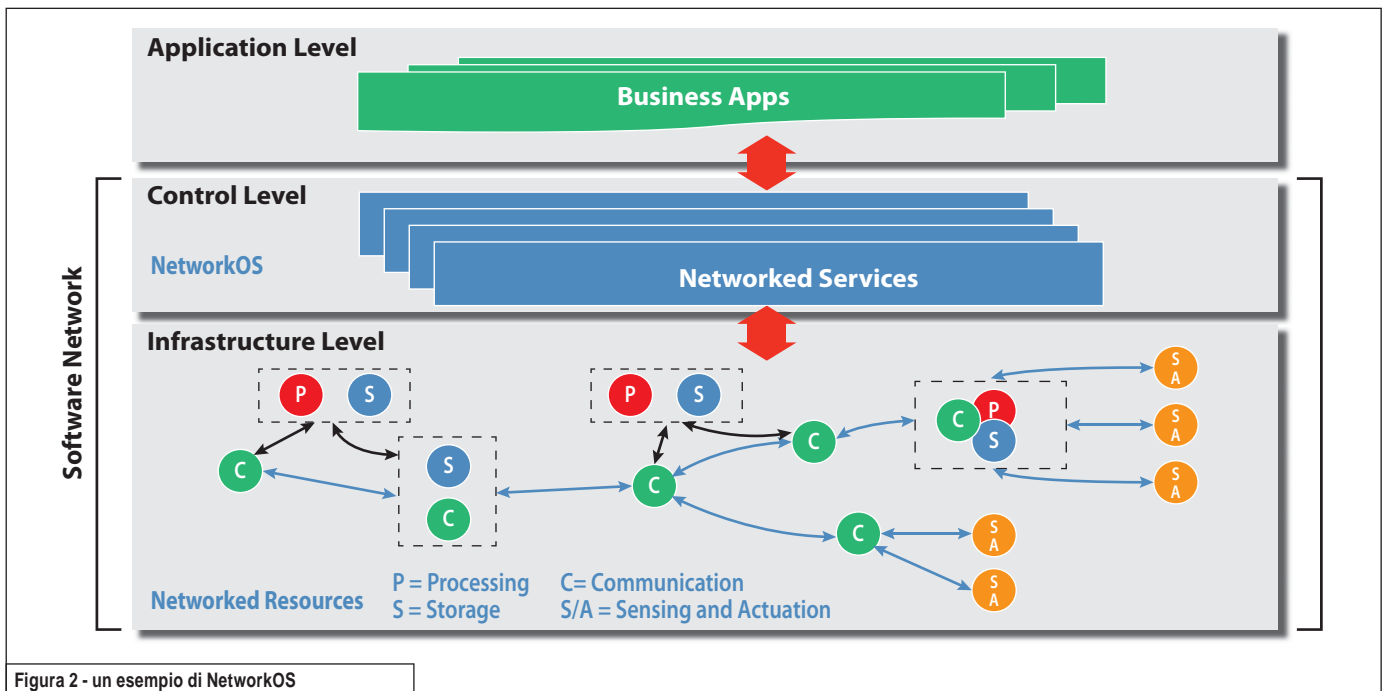 Application Level
Business Apps
Software Network
Control Level
NetworkOS
Networked Services
Infrastructure Level
P
S
P
S
S
A
C
P
S
S
A
C
S
C
C
C
S
A
C
S
A
S
A
Networked Resources
P = Processing
C= Communication
S = Storage
S/A = Sensing and Actuation
Figura 2 - un esempio di NetworkOS